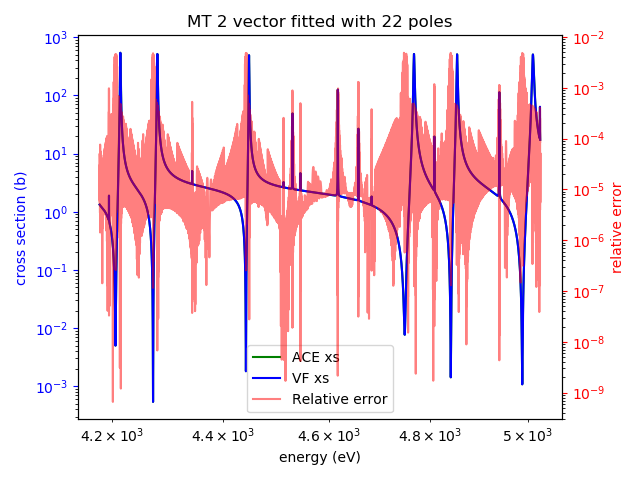 MT 2 vector fitted with 22 poles
cross section (b)
10³
10²
10¹
10⁰
10⁻¹
10⁻²
10⁻³
10⁻²
10⁻³
10⁻⁴
10⁻⁵
10⁻⁶
10⁻⁷
10⁻⁸
10⁻⁹
relative error
ACE xs
VF xs
Relative error
4.2 × 10³ 4.4 × 10³ 4.6 × 10³ 4.8 × 10³ 5 × 10³
energy (eV)